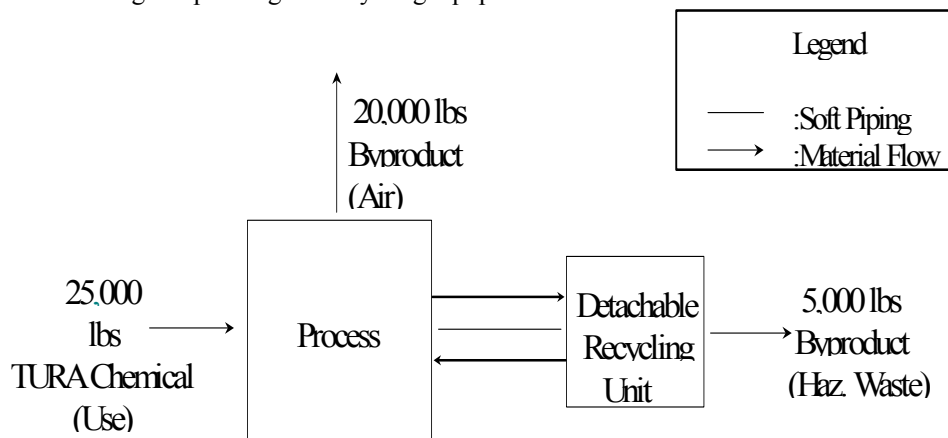 Legend
:Soft Piping
:Material Flow
20,000 lbs
Byproduct
(Air)
25,000
lbs
TURA Chemical
(Use)
Process
Detachable
Recycling
Unit
5,000 lbs
Byproduct
(Haz. Waste)